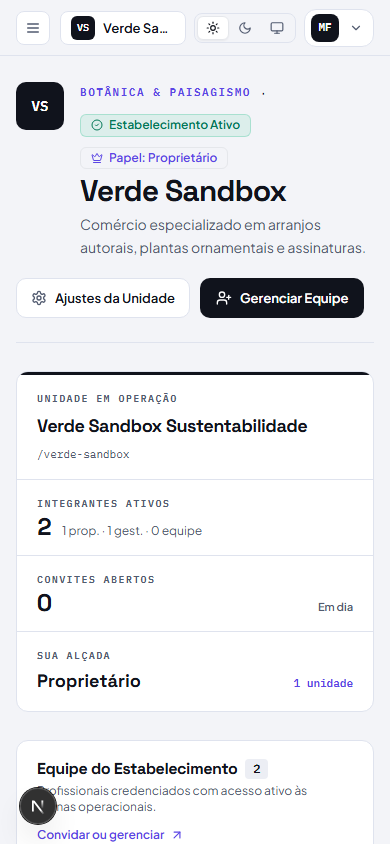 VS Verde Sa... MF
VS
BOTÂNICA & PAISAGISMO ·
Estabelecimento Ativo
Papel: Proprietário
Verde Sandbox
Comércio especializado em arranjos
autorais, plantas ornamentais e assinaturas.
Ajustes da Unidade Gerenciar Equipe
UNIDADE EM OPERAÇÃO
Verde Sandbox Sustentabilidade
/verde-sandbox
INTEGRANTES ATIVOS
2 1 prop. · 1 gest. · 0 equipe
CONVITES ABERTOS
0 Em dia
SUA ALÇADA
Proprietário 1 unidade
Equipe do Estabelecimento 2
Profissionais credenciados com acesso ativo às
operacionais.
N
Convidar ou gerenciar